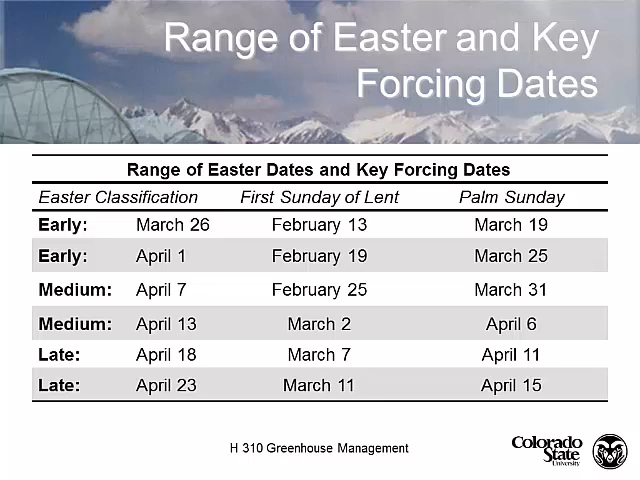 Range of Easter and Key
Forcing Dates
Range of Easter Dates and Key Forcing Dates
Easter Classification First Sunday of Lent Palm Sunday
Early: March 26 February 13 March 19
Early: April 1 February 19 March 25
Medium: April 7 February 25 March 31
Medium: April 13 March 2 April 6
Late: April 18 March 7 April 11
Late: April 23 March 11 April 15
H 310 Greenhouse Management
Colorado
State
University